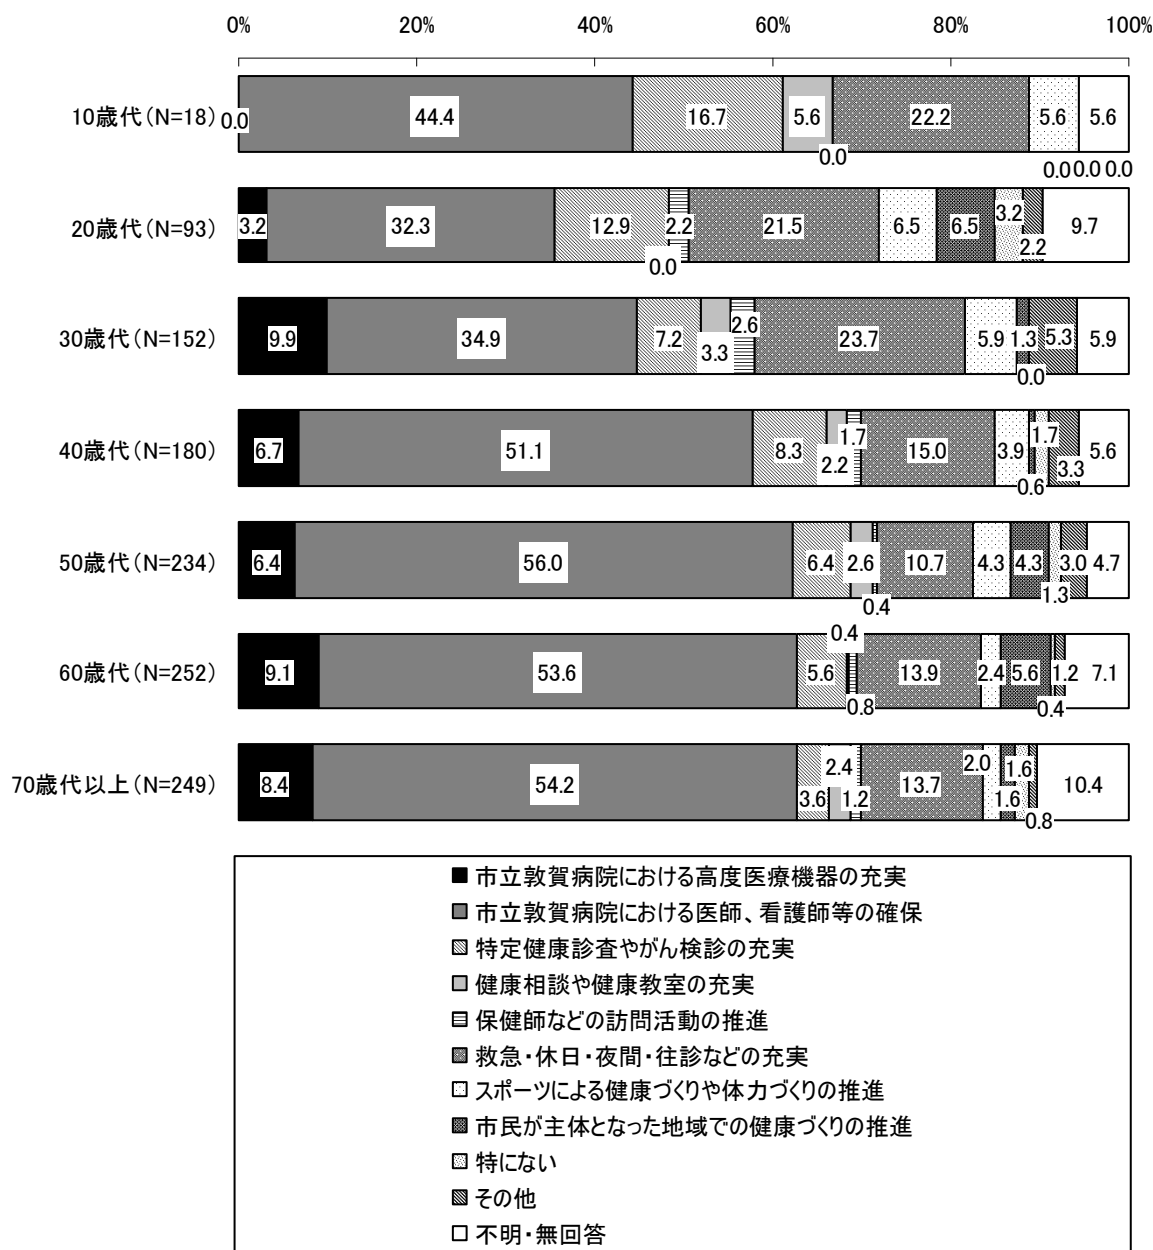 0% 20% 40% 60% 80% 100%
10歳代(N=18) 0.0 44.4 16.7 5.6 0.0 22.2 5.6 0.0 0.0 0.0 5.6
20歳代(N=93) 3.2 32.3 12.9 0.0 2.2 21.5 6.5 6.5 3.2 2.2 9.7
30歳代(N=152) 9.9 34.9 7.2 3.3 2.6 23.7 5.9 1.3 0.0 5.3 5.9
40歳代(N=180) 6.7 51.1 8.3 2.2 1.7 15.0 3.9 0.6 1.7 3.3 5.6
50歳代(N=234) 6.4 56.0 6.4 2.6 0.4 10.7 4.3 4.3 1.3 3.0 4.7
60歳代(N=252) 9.1 53.6 5.6 0.4 0.8 13.9 2.4 5.6 0.4 1.2 7.1
70歳代以上(N=249) 8.4 54.2 3.6 2.4 1.2 13.7 2.0 1.6 1.6 0.8 10.4
市立敦賀病院における高度医療機器の充実
市立敦賀病院における医師、看護師等の確保
特定健康診査やがん検診の充実
健康相談や健康教室の充実
保健師などの訪問活動の推進
救急・休日・夜間・往診などの充実
スポーツによる健康づくりや体力づくりの推進
市民が主体となった地域での健康づくりの推進
特にない
その他
不明・無回答